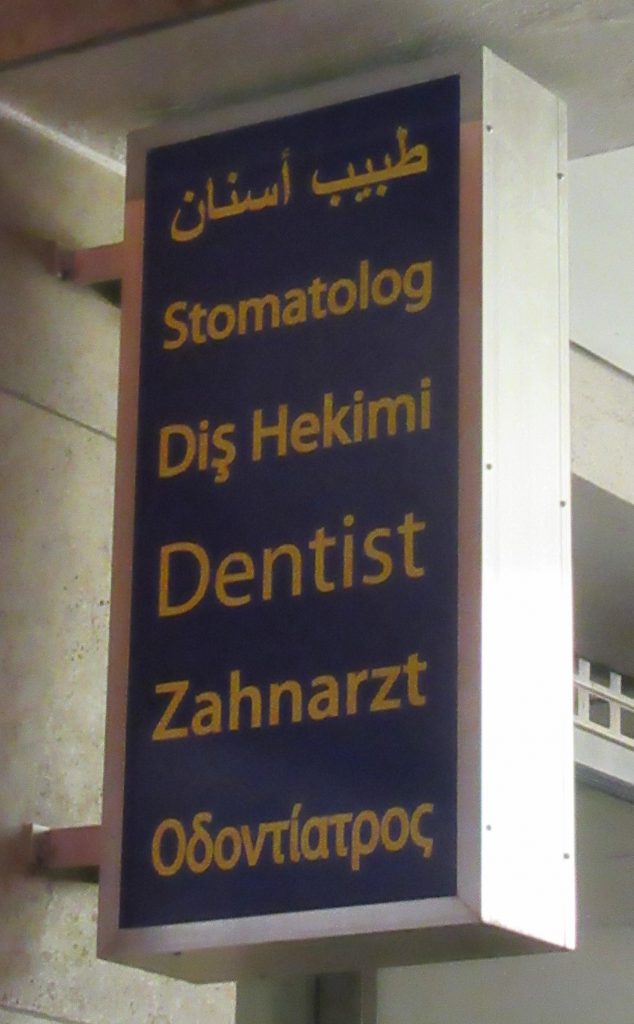 طبيب أسنان
Stomatolog
Diş Hekimi
Dentist
Zahnarzt
Οδοντίατρος